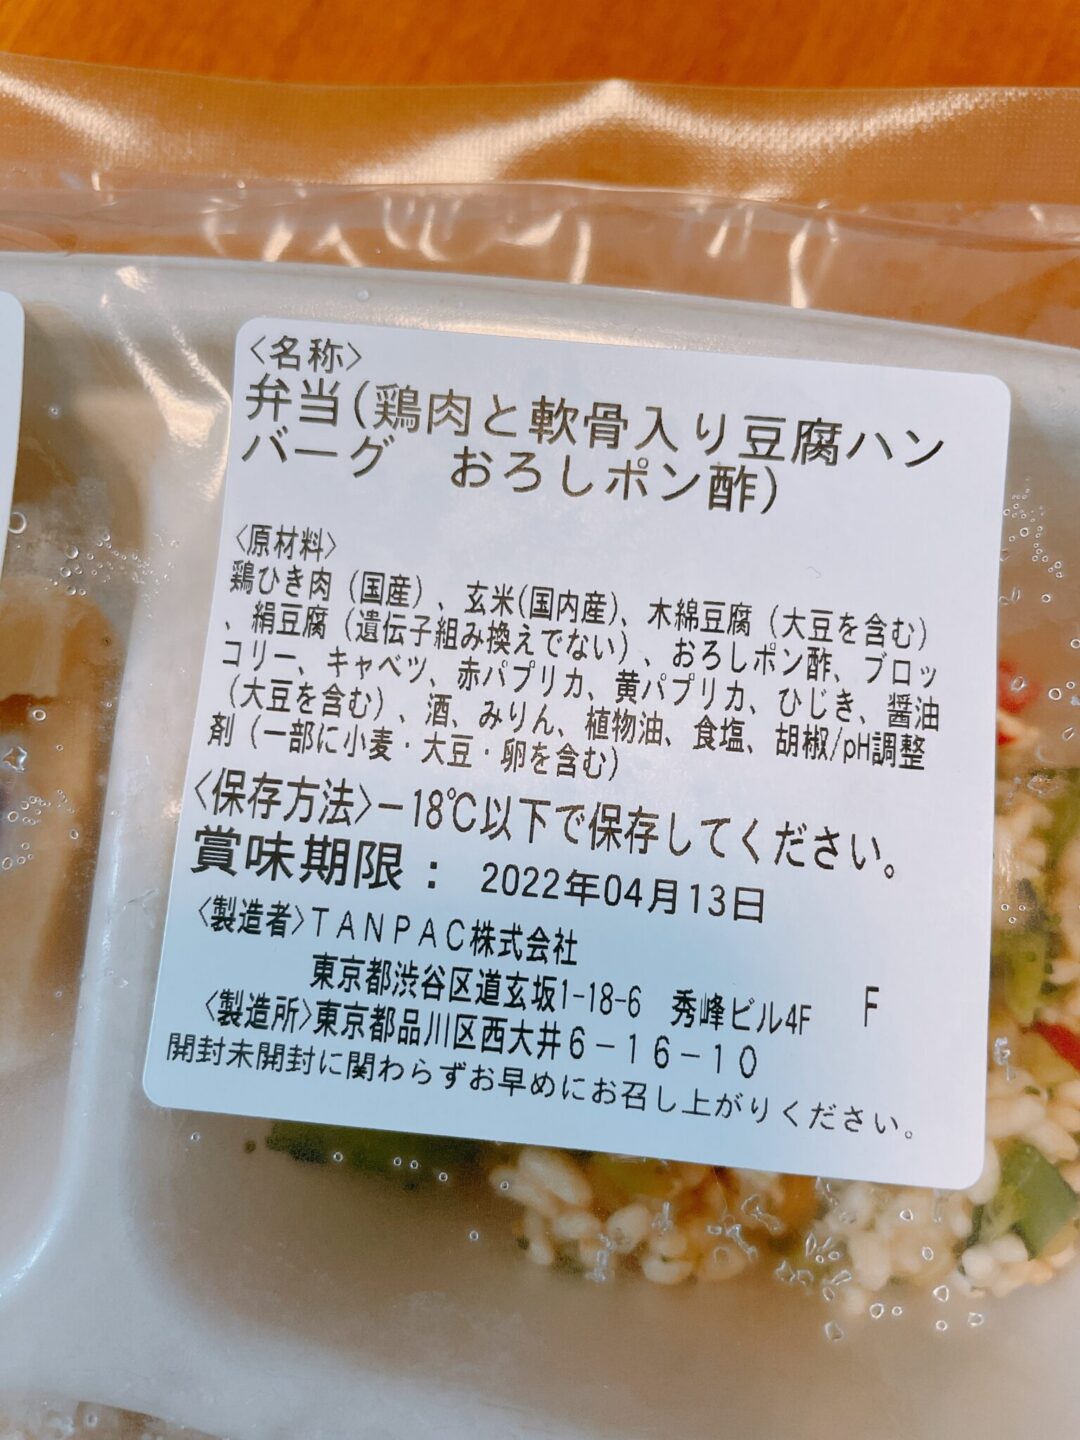 〈名称〉
弁当(鶏肉と軟骨入り豆腐ハン
バーグ　おろしポン酢)
〈原材料〉
鶏ひき肉（国産）、玄米(国内産)、木綿豆腐（大豆を含む）
、絹豆腐（遺伝子組み換えでない）、おろしポン酢、ブロッ
コリー、キャベツ、赤パプリカ、黄パプリカ、ひじき、醤油
（大豆を含む）、酒、みりん、植物油、食塩、胡椒/pH調整
剤（一部に小麦・大豆・卵を含む）
〈保存方法〉－18℃以下で保存してください。
賞味期限： 2022年04月13日
〈製造者〉ＴＡＮＰＡＣ株式会社
東京都渋谷区道玄坂1-18-6　秀峰ビル4F　F
〈製造所〉東京都品川区西大井６－１６－１０
開封未開封に関わらずお早めにお召し上がりください。